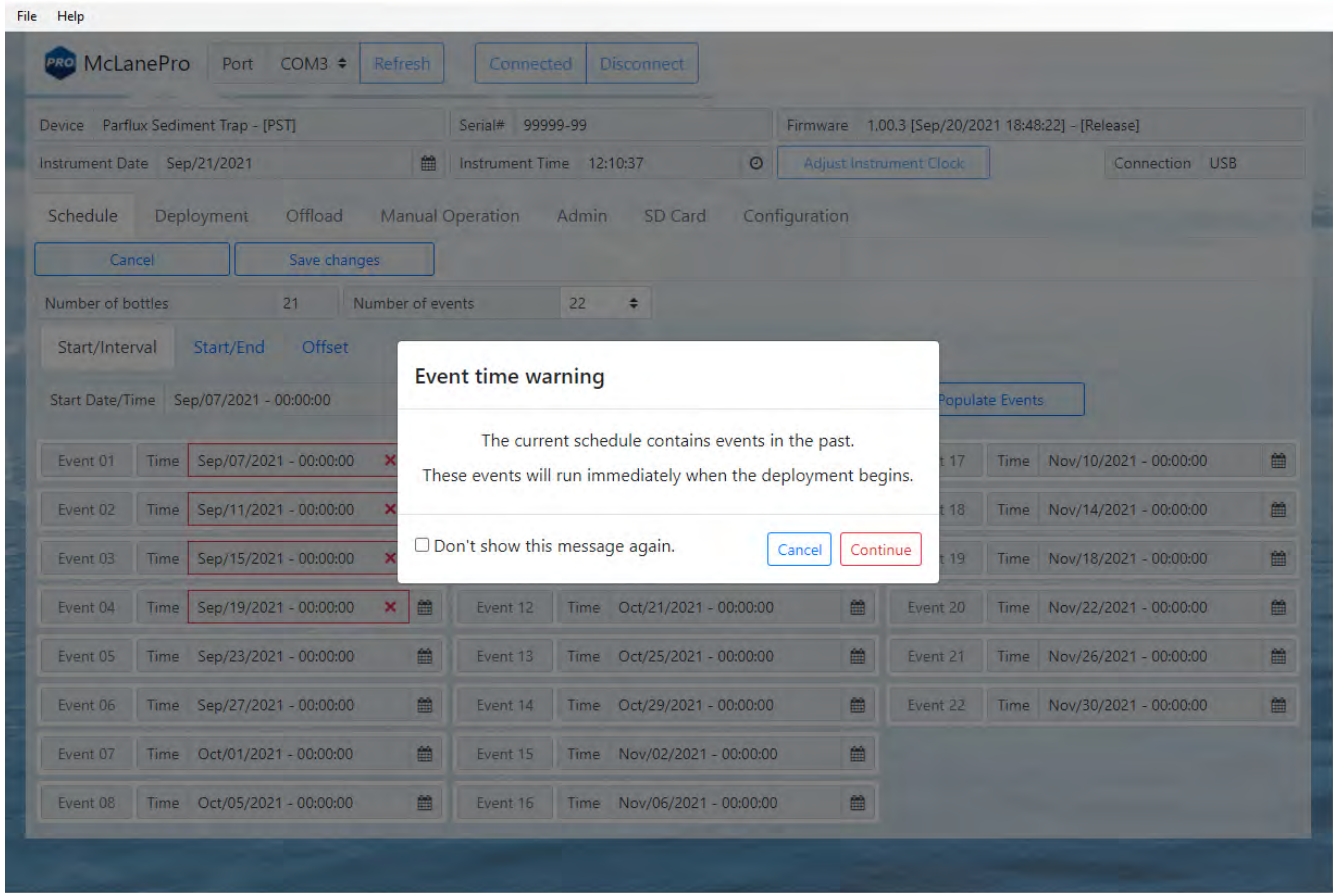 File Help
PRO McLanePro Port COM3 Refresh Connected Disconnect
Device Parflux Sediment Trap - [PST] Serial# 99999-99 Firmware 1.00.3 [Sep/20/2021 18:48:22] - [Release]
Instrument Date Sep/21/2021 Instrument Time 12:10:37 Adjust Instrument Clock Connection USB
Schedule Deployment Offload Manual Operation Admin SD Card Configuration
Cancel Save changes
Number of bottles 21 Number of events 22
Start/Interval Start/End Offset
Start Date/Time Sep/07/2021 - 00:00:00 Populate Events
Event time warning
The current schedule contains events in the past.
These events will run immediately when the deployment begins.
Don't show this message again. Cancel Continue
Event 01 Time Sep/07/2021 - 00:00:00
Event 02 Time Sep/11/2021 - 00:00:00
Event 03 Time Sep/15/2021 - 00:00:00
Event 04 Time Sep/19/2021 - 00:00:00
Event 05 Time Sep/23/2021 - 00:00:00
Event 06 Time Sep/27/2021 - 00:00:00
Event 07 Time Oct/01/2021 - 00:00:00
Event 08 Time Oct/05/2021 - 00:00:00
Event 12 Time Oct/21/2021 - 00:00:00
Event 13 Time Oct/25/2021 - 00:00:00
Event 14 Time Oct/29/2021 - 00:00:00
Event 15 Time Nov/02/2021 - 00:00:00
Event 16 Time Nov/06/2021 - 00:00:00
t 17 Time Nov/10/2021 - 00:00:00
t 18 Time Nov/14/2021 - 00:00:00
t 19 Time Nov/18/2021 - 00:00:00
Event 20 Time Nov/22/2021 - 00:00:00
Event 21 Time Nov/26/2021 - 00:00:00
Event 22 Time Nov/30/2021 - 00:00:00